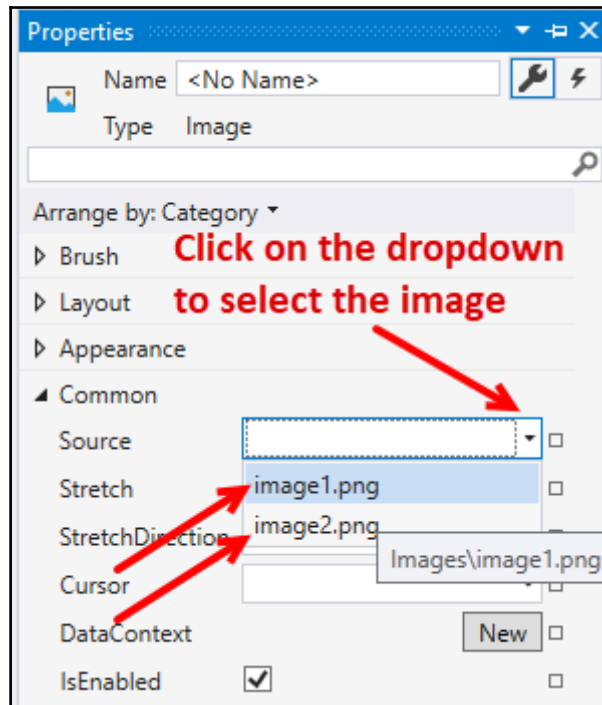 Properties
Name <No Name>
Type Image
Arrange by: Category
Brush
Click on the dropdown
Layout
to select the image
Appearance
Common
Source
Stretch
image1.png
StretchDirection
image2.png
Images\image1.png
Cursor
DataContext
New
IsEnabled